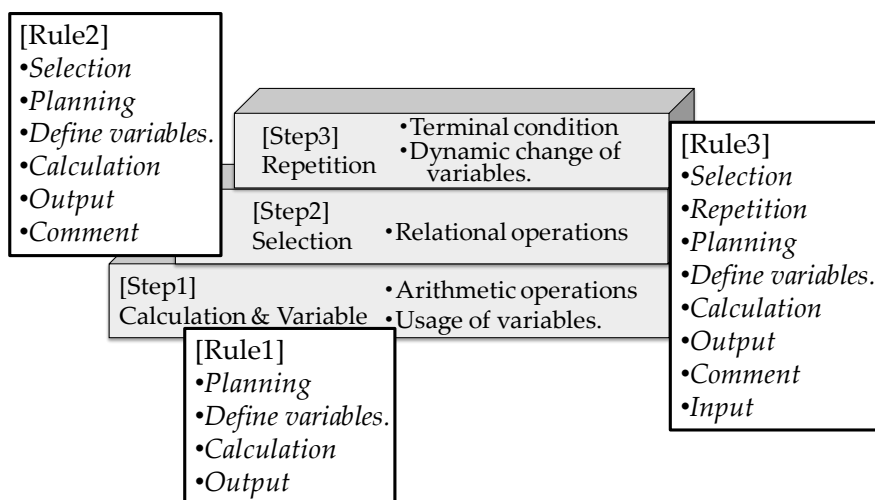 [Rule2]
•Selection
•Planning
•Define variables.
•Calculation
•Output
•Comment
[Step3]
Repetition
•Terminal condition
•Dynamic change of
variables.
[Step2]
Selection
•Relational operations
[Step1]
Calculation & Variable
•Arithmetic operations
•Usage of variables.
[Rule3]
•Selection
•Repetition
•Planning
•Define variables.
•Calculation
•Output
•Comment
•Input
[Rule1]
•Planning
•Define variables.
•Calculation
•Output